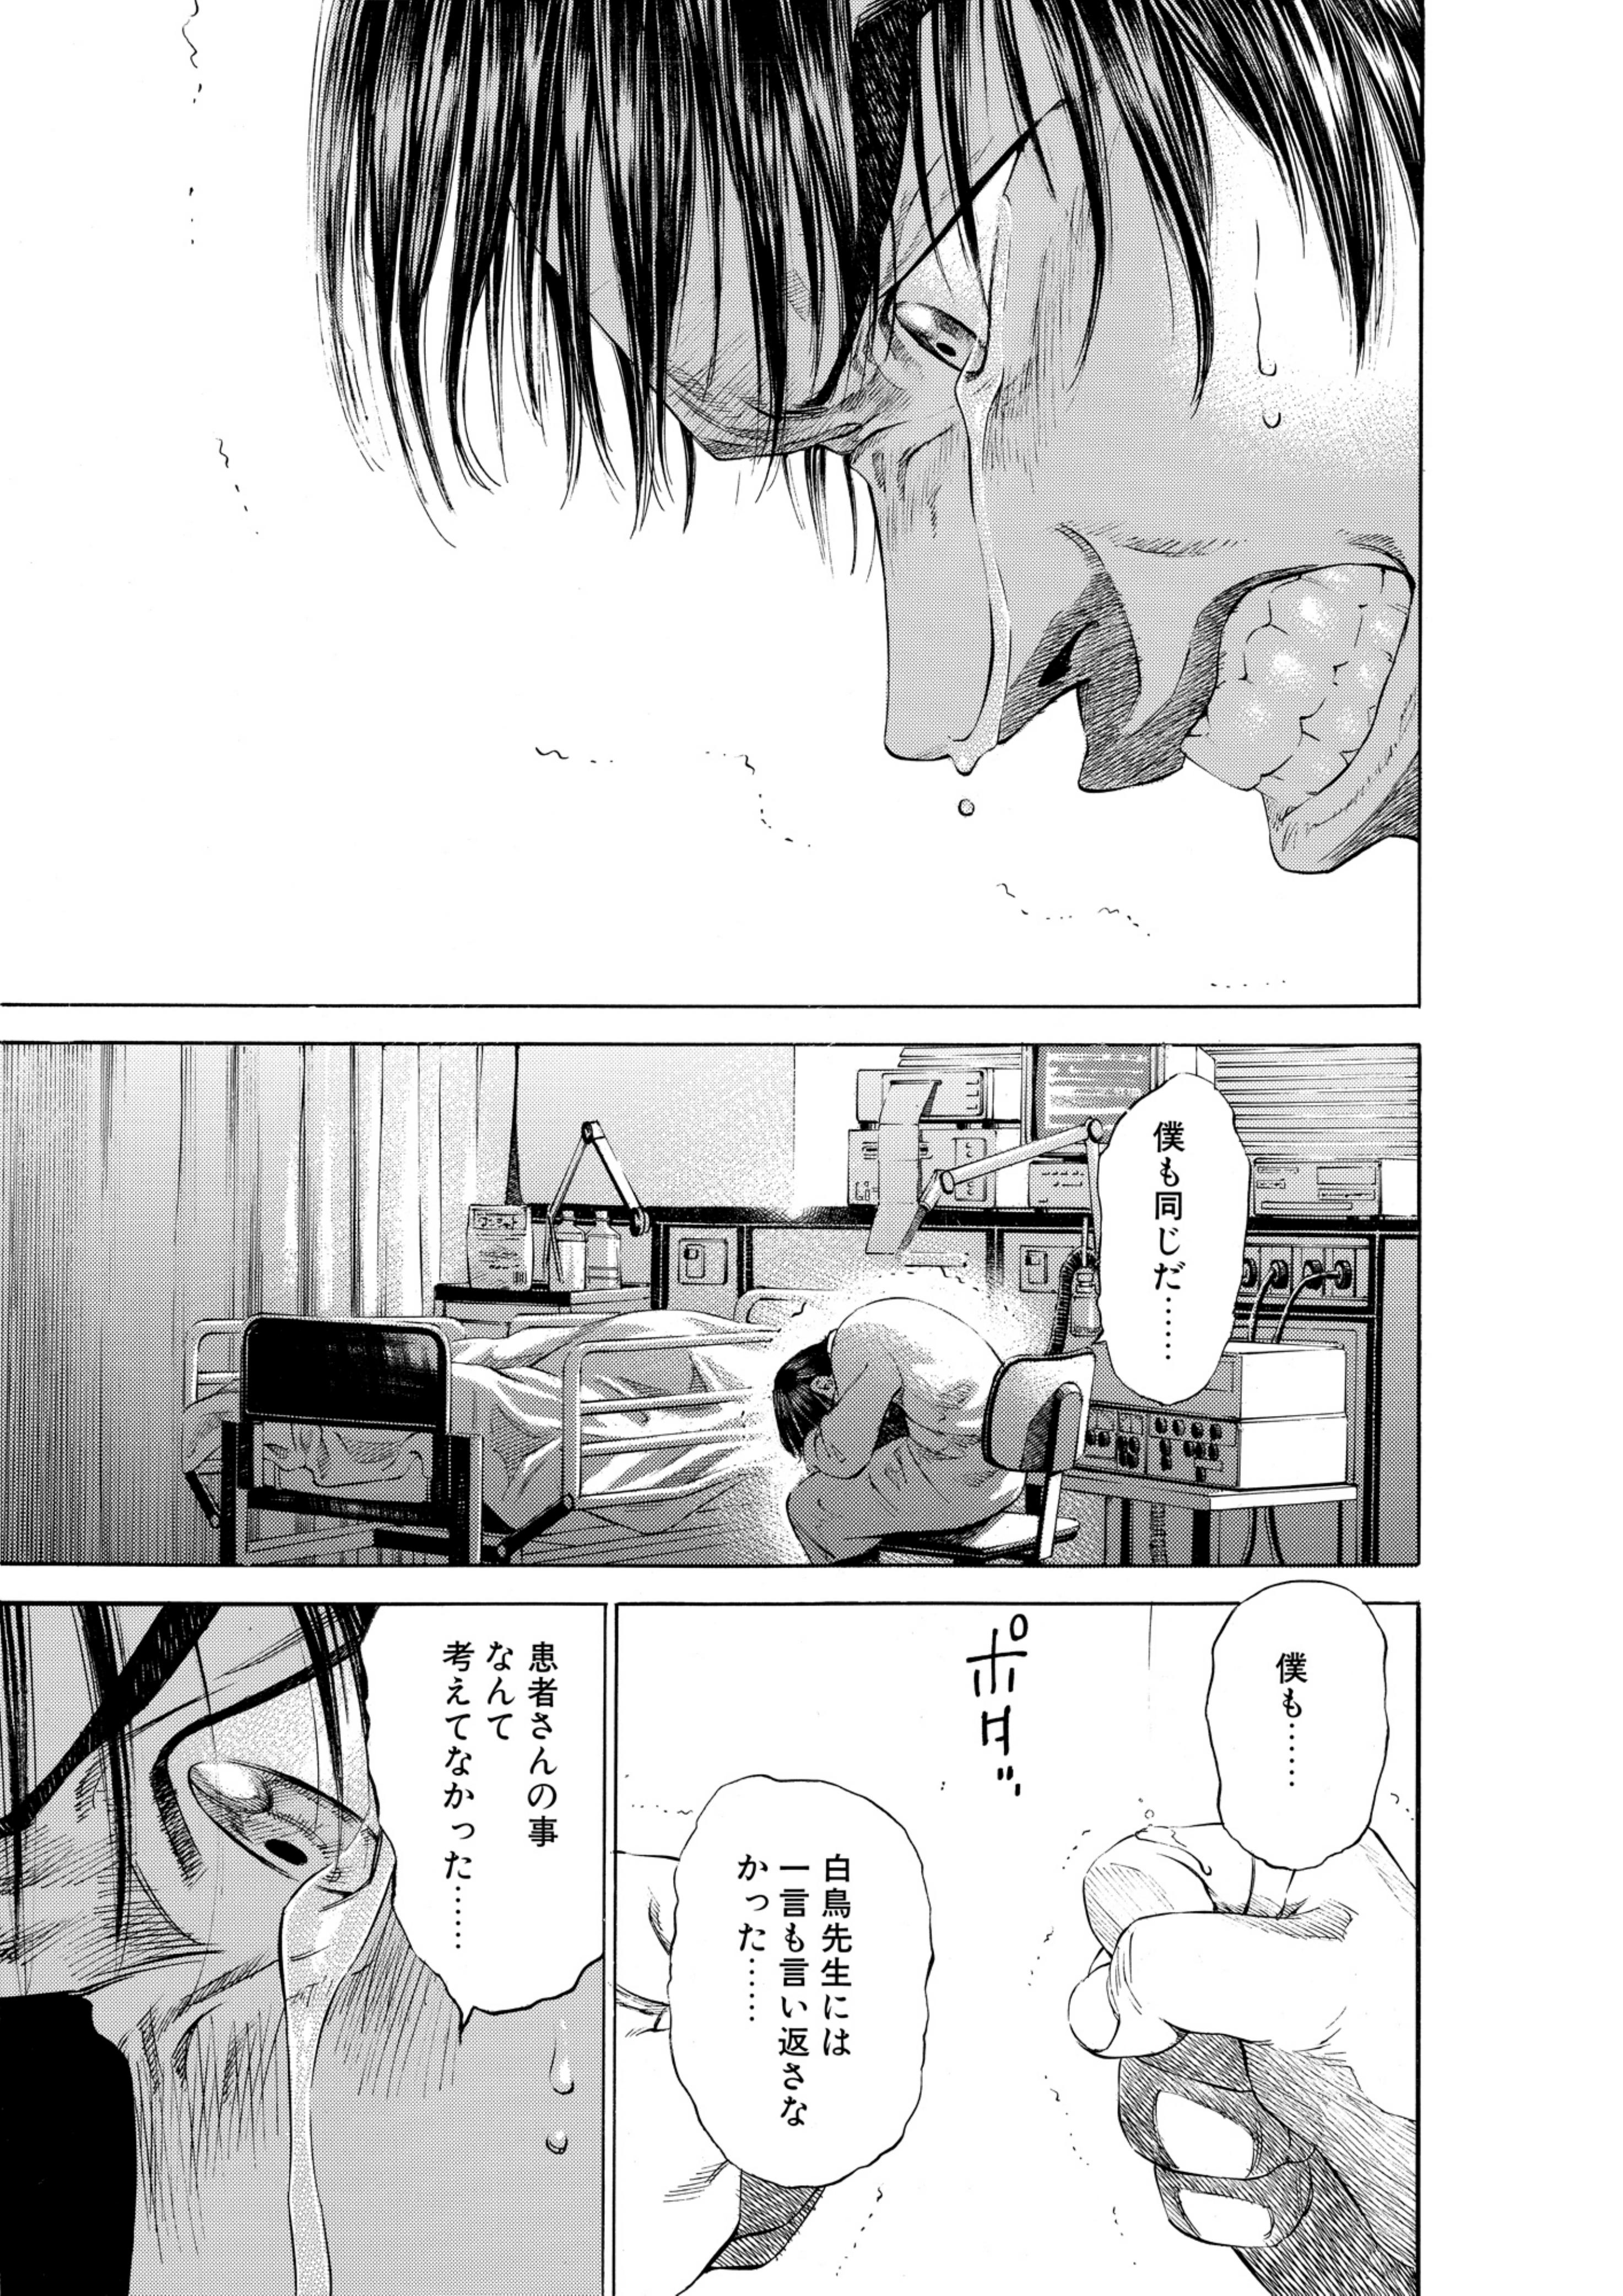 僕も同じだ……
僕も……
ポタッ
白鳥先生には
一言も言い返さな
かった……
患者さんの事
なんて
考えてなかった……